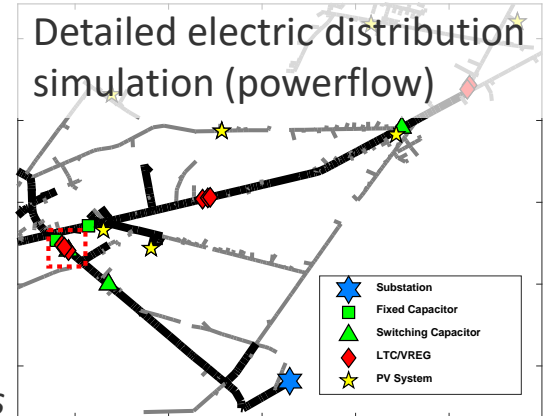 Detailed electric distribution
simulation (powerflow)
Substation
Fixed Capacitor
Switching Capacitor
LTC/VREG
PV System